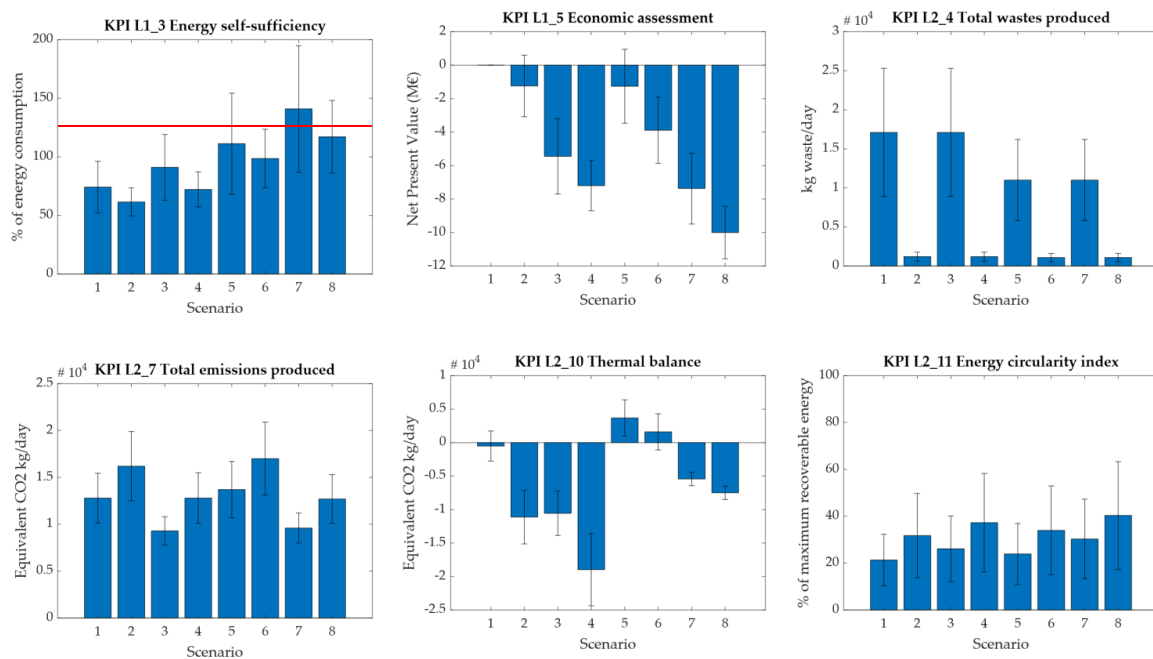 KPI L1_3 Energy self-sufficiency
200
150
100
50
0
% of energy consumption
1 2 3 4 5 6 7 8
Scenario
KPI L1_5 Economic assessment
2
0
-2
-4
-6
-8
-10
-12
Net Present Value (M€)
1 2 3 4 5 6 7 8
Scenario
# 10^4 KPI L2_4 Total wastes produced
3
2.5
2
1.5
1
0.5
0
kg waste/day
1 2 3 4 5 6 7 8
Scenario
# 10^4 KPI L2_7 Total emissions produced
2.5
2
1.5
1
0.5
0
Equivalent CO2 kg/day
1 2 3 4 5 6 7 8
Scenario
# 10^4 KPI L2_10 Thermal balance
1
0.5
0
-0.5
-1
-1.5
-2
-2.5
Equivalent CO2 kg/day
1 2 3 4 5 6 7 8
Scenario
KPI L2_11 Energy circularity index
100
80
60
40
20
0
% of maximum recoverable energy
1 2 3 4 5 6 7 8
Scenario